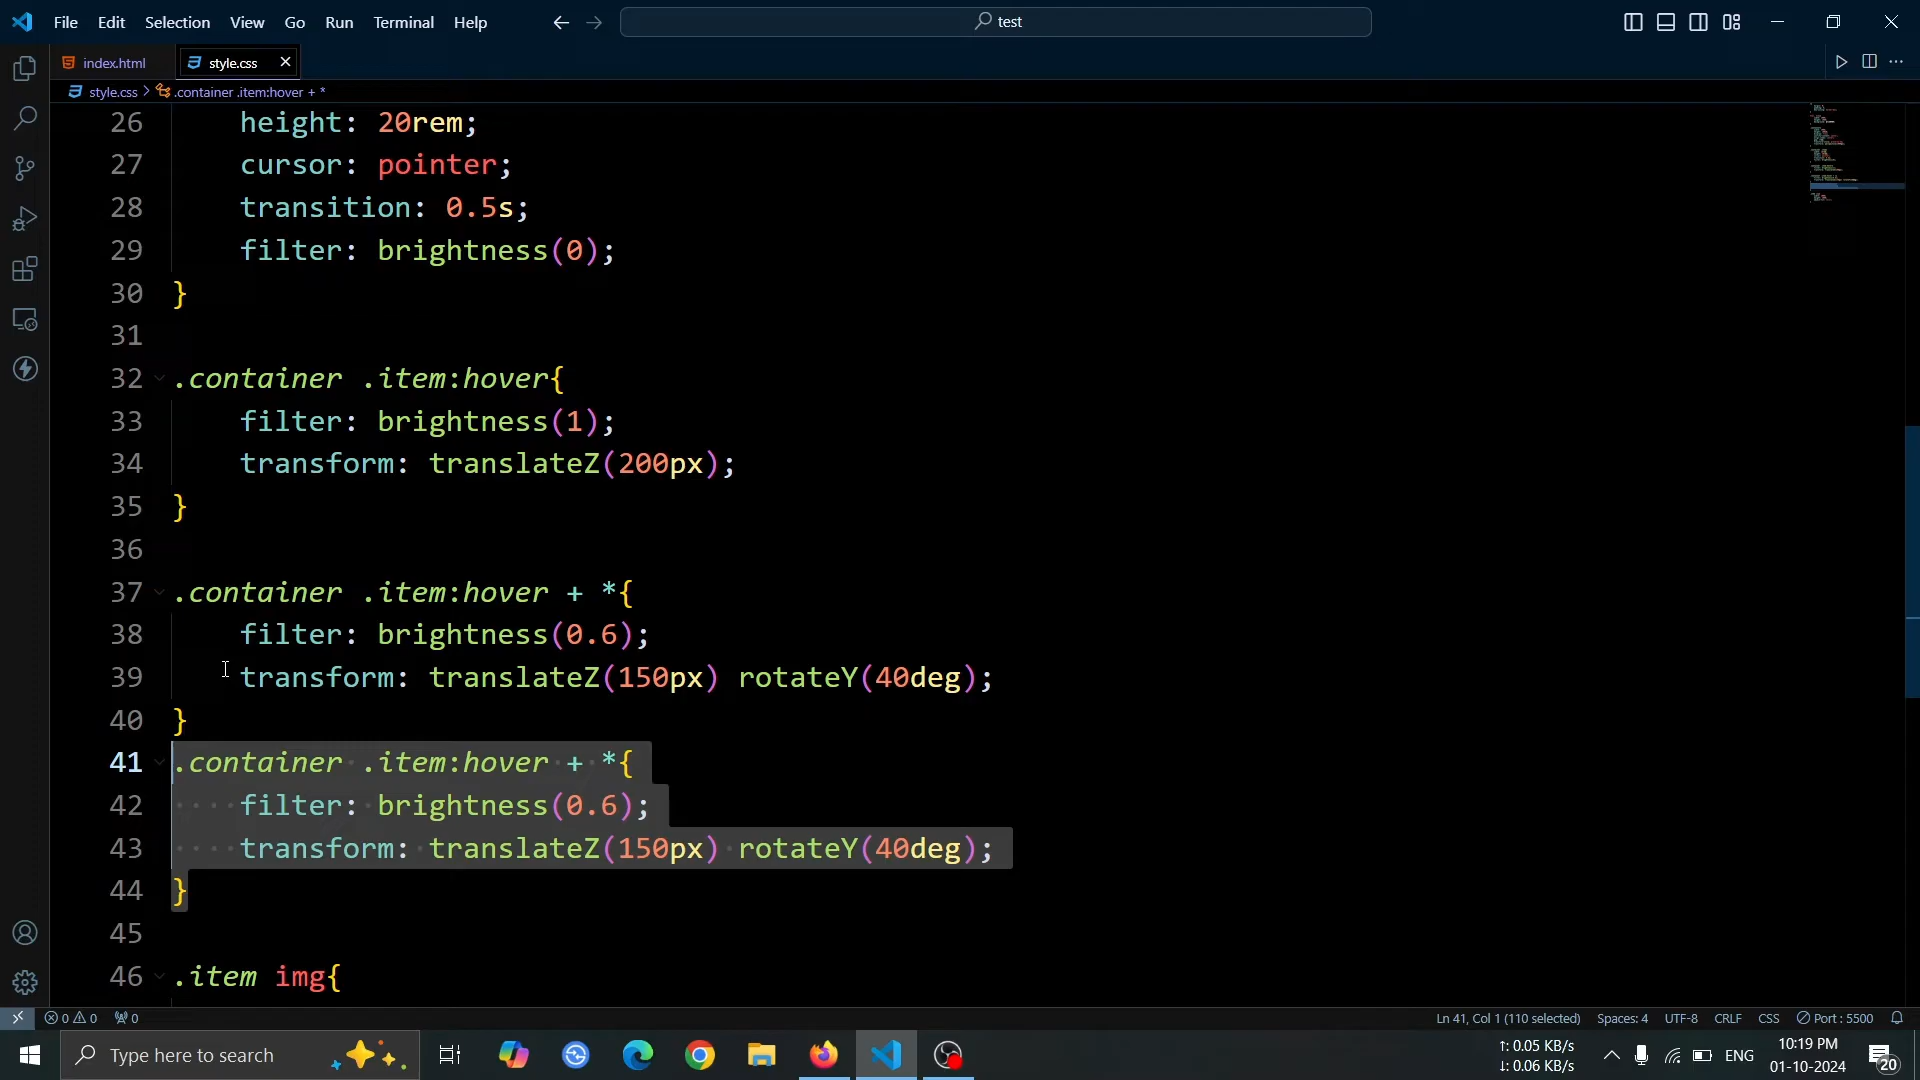 File Edit Selection View Go Run Terminal Help
test
index.html
style.css
style.css > .container .item:hover + *
26 height: 20rem;
27 cursor: pointer;
28 transition: 0.5s;
29 filter: brightness(0);
30 }
31
32 .container .item:hover{
33 filter: brightness(1);
34 transform: translateZ(200px);
35 }
36
37 .container .item:hover + *{
38 filter: brightness(0.6);
39 transform: translateZ(150px) rotateY(40deg);
40 }
41 .container .item:hover + *{
42 filter: brightness(0.6);
43 transform: translateZ(150px) rotateY(40deg);
44 }
45
46 .item img{
0 0 0
Ln 41, Col 1 (110 selected) Spaces: 4 UTF-8 CRLF CSS Port : 5500
Type here to search
↑: 0.05 KB/s
↓: 0.06 KB/s
ENG
10:19 PM
01-10-2024
20